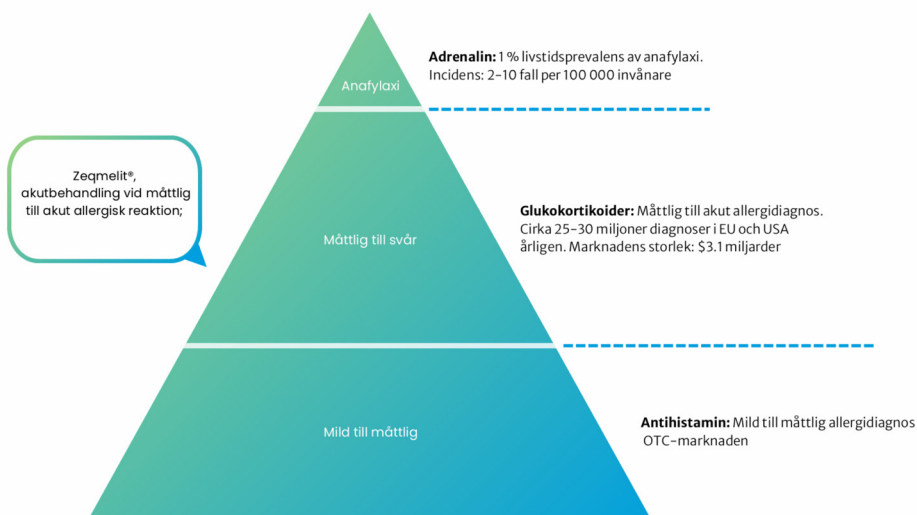 Adrenalin: 1 % livstidsprevalens av anafylaxi.
Incidens: 2-10 fall per 100 000 invånare
Anafylaxi
Zeqmelit®,
akutbehandling vid måttlig
till akut allergisk reaktion;
Måttlig till svår
Glukokortikoider: Måttlig till akut allergidiagnos.
Cirka 25-30 miljoner diagnoser i EU och USA
årligen. Marknadens storlek: $3.1 miljarder
Mild till måttlig
Antihistamin: Mild till måttlig allergidiagnos
OTC-marknaden